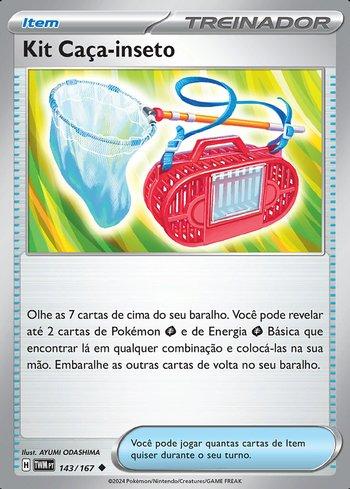 Item
TREINADOR
Kit Caça-inseto
Olhe as 7 cartas de cima do seu baralho. Você pode revelar
até 2 cartas de Pokémon e de Energia Básica que
encontrar lá em qualquer combinação e colocá-las na sua
mão. Embaralhe as outras cartas de volta no seu baralho.
Ilust. AYUMI ODASHIMA
H TWM PT 143/167
Você pode jogar quantas cartas de Item
quiser durante o seu turno.
©2024 Pokémon/Nintendo/Creatures/GAME FREAK